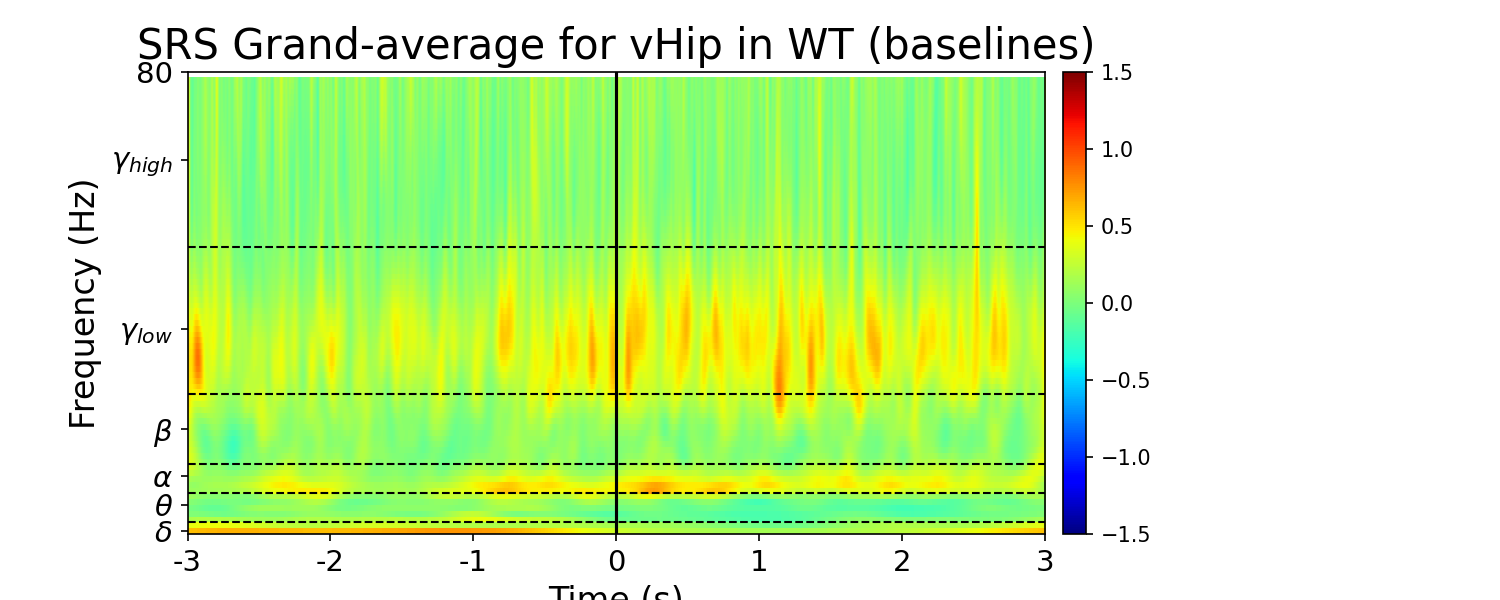 SRS Grand-average for vHip in WT (baselines)
80
γhigh
γlow
β
α
θ
δ
Frequency (Hz)
-3 -2 -1 0 1 2 3
Time (s)
1.5
1.0
0.5
0.0
−0.5
−1.0
−1.5